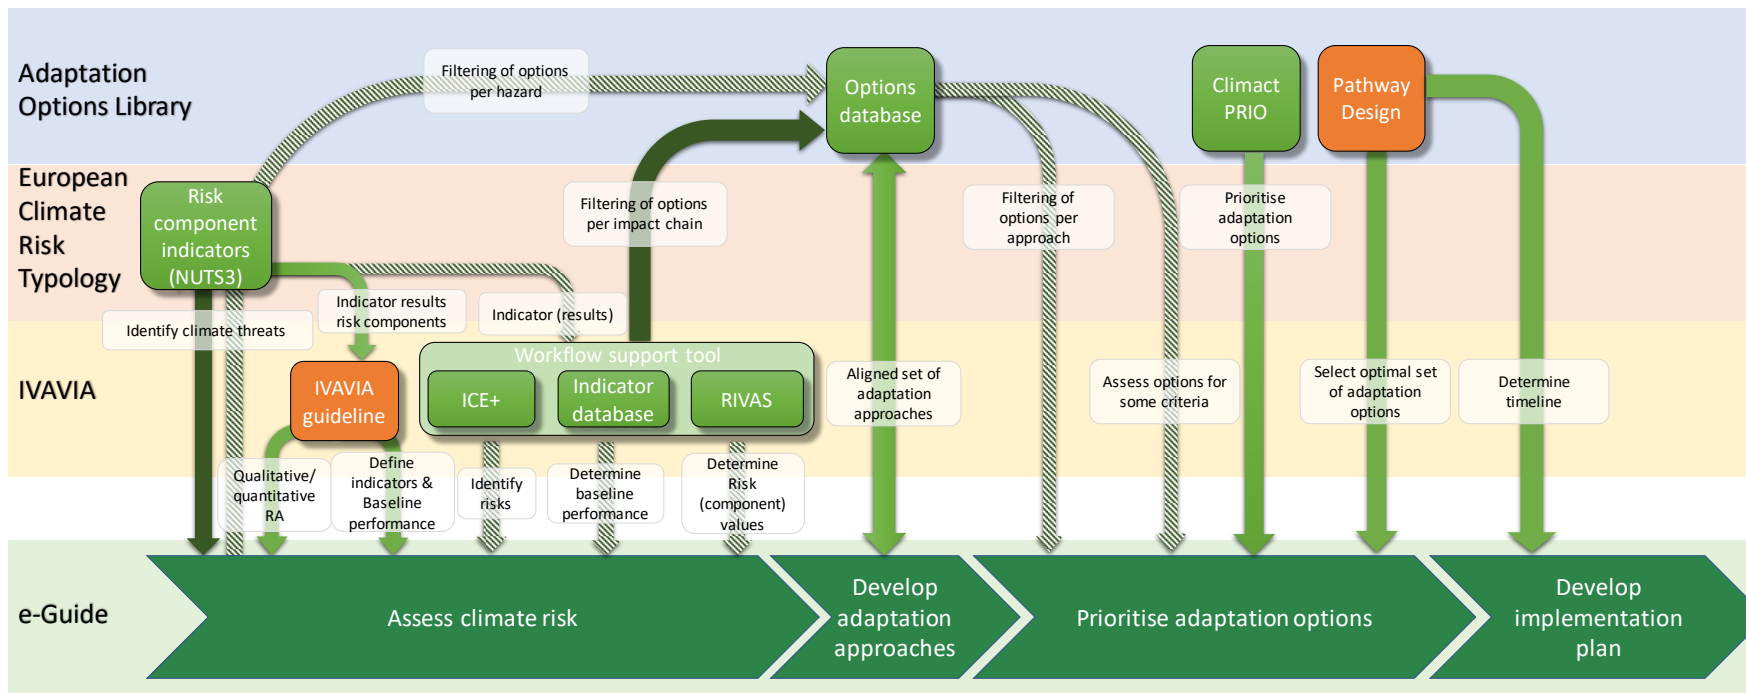 Adaptation
Options Library
Filtering of options
per hazard
Options
database
Climact
PRIO
Pathway
Design
European
Climate
Risk
Typology
Risk
component
indicators
(NUTS3)
Filtering of options
per impact chain
Filtering of
options per
approach
Prioritise
adaptation
options
Identify climate threats
Indicator results
risk components
Indicator (results)
IVAVIA
IVAVIA
guideline
Workflow support tool
ICE+
Indicator
database
RIVAS
Aligned set of
adaptation
approaches
Assess options for
some criteria
Select optimal set
of adaptation
options
Determine
timeline
Qualitative/
quantitative
RA
Define
indicators &
Baseline
performance
Identify
risks
Determine
baseline
performance
Determine
Risk
(component)
values
e-Guide
Assess climate risk
Develop
adaptation
approaches
Prioritise adaptation options
Develop
implementation
plan